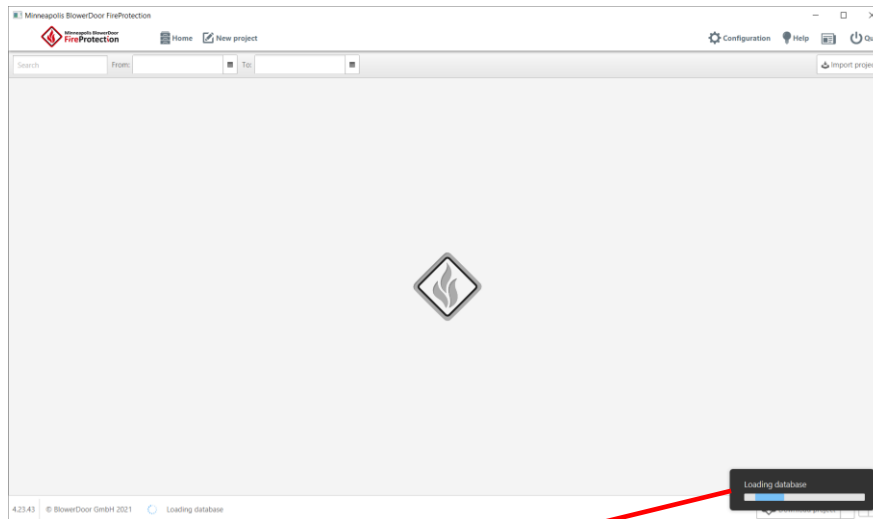 Minneapolis BlowerDoor FireProtection
Minneapolis BlowerDoor
FireProtection
Home
New project
Configuration
Help
Qu
Search
From:
To:
Import projec
Loading database
4.23.43
© BlowerDoor GmbH 2021
Loading database